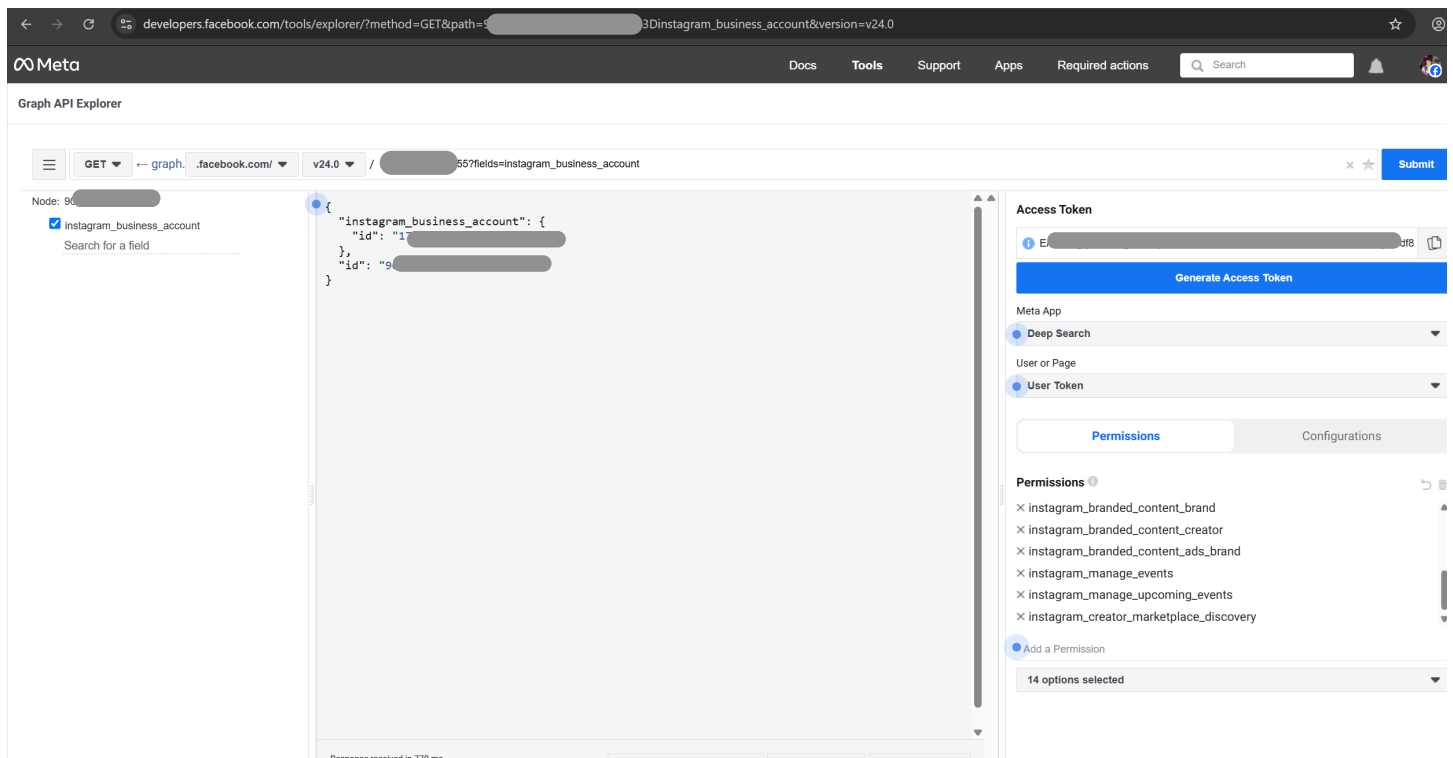 developers.facebook.com/tools/explorer/?method=GET&path=9 3Dinstagram_business_account&version=v24.0
Meta Docs Tools Support Apps Required actions Search
Graph API Explorer
GET ← graph. .facebook.com/ v24.0 / 55?fields=instagram_business_account Submit
Node: 90
instagram_business_account
Search for a field
{
"instagram_business_account": {
"id": "17
},
"id": "9
}
Access Token
E df8
Generate Access Token
Meta App
Deep Search
User or Page
User Token
Permissions Configurations
Permissions
instagram_branded_content_brand
instagram_branded_content_creator
instagram_branded_content_ads_brand
instagram_manage_events
instagram_manage_upcoming_events
instagram_creator_marketplace_discovery
Add a Permission
14 options selected